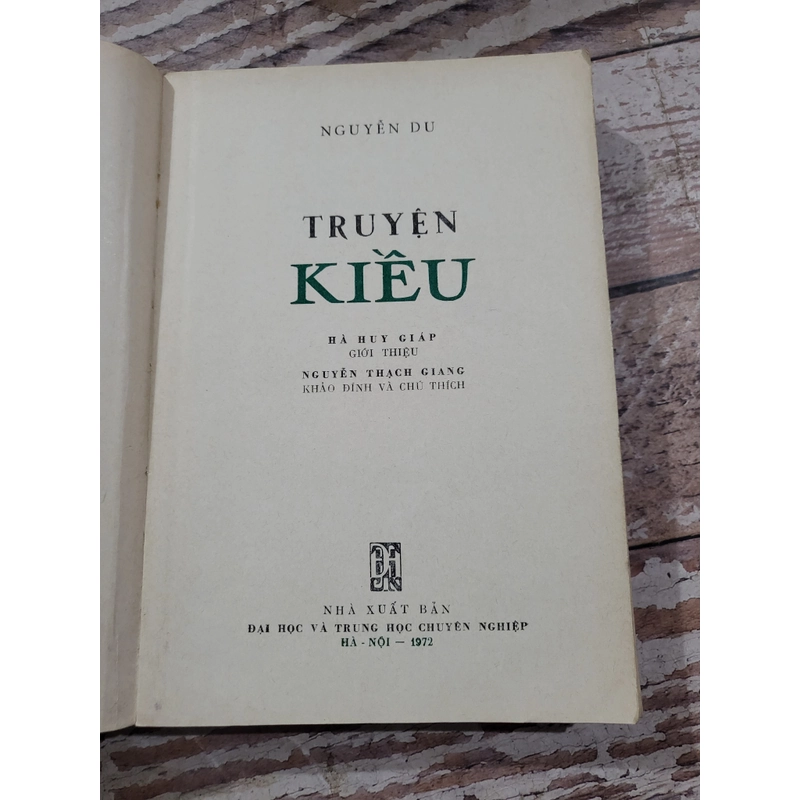 NGUYỄN DU
TRUYỆN
KIỀU
HÀ HUY GIÁP
GIỚI THIỆU
NGUYỄN THẠCH GIANG
KHẢO ĐÍNH VÀ CHÚ THÍCH
NHÀ XUẤT BẢN
ĐẠI HỌC VÀ TRUNG HỌC CHUYÊN NGHIỆP
HÀ - NỘI — 1972